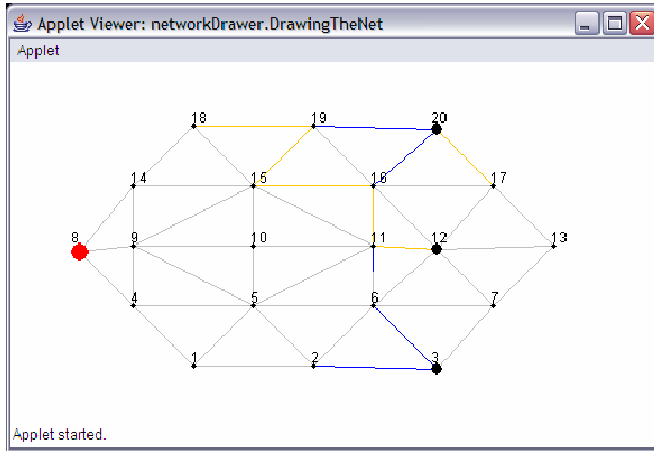 Applet Viewer: networkDrawer.DrawingTheNet
Applet
18 19 20
14 15 16 17
8 9 10 11 12 13
4 5 6 7
1 2 3
Applet started.